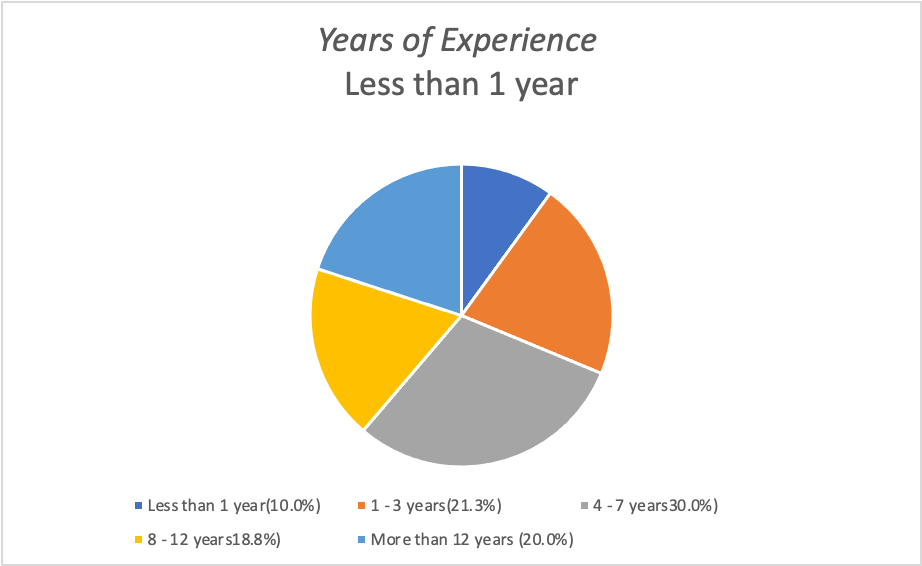 Years of Experience
Less than 1 year
Less than 1 year(10.0%) 1 - 3 years(21.3%) 4 - 7 years30.0%)
8 - 12 years18.8%) More than 12 years (20.0%)